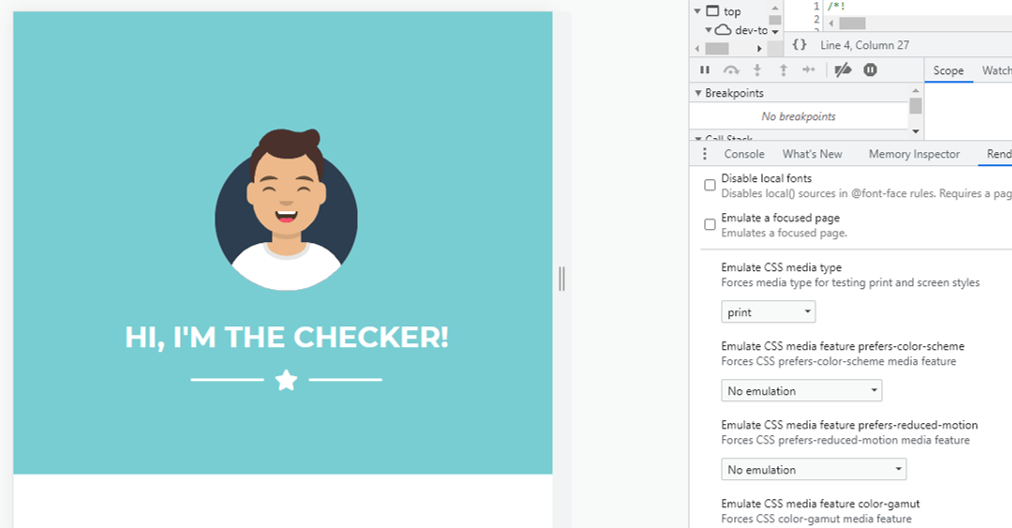 HI, I'M THE CHECKER!
top
dev-to
1 /*!
2
{} Line 4, Column 27
Scope Watch
Breakpoints
No breakpoints
Call Stack
Console What's New Memory Inspector Rend
Disable local fonts
Disables local() sources in @font-face rules. Requires a pag
Emulate a focused page
Emulates a focused page.
Emulate CSS media type
Forces media type for testing print and screen styles
print
Emulate CSS media feature prefers-color-scheme
Forces CSS prefers-color-scheme media feature
No emulation
Emulate CSS media feature prefers-reduced-motion
Forces CSS prefers-reduced-motion media feature
No emulation
Emulate CSS media feature color-gamut
Forces CSS color-gamut media feature